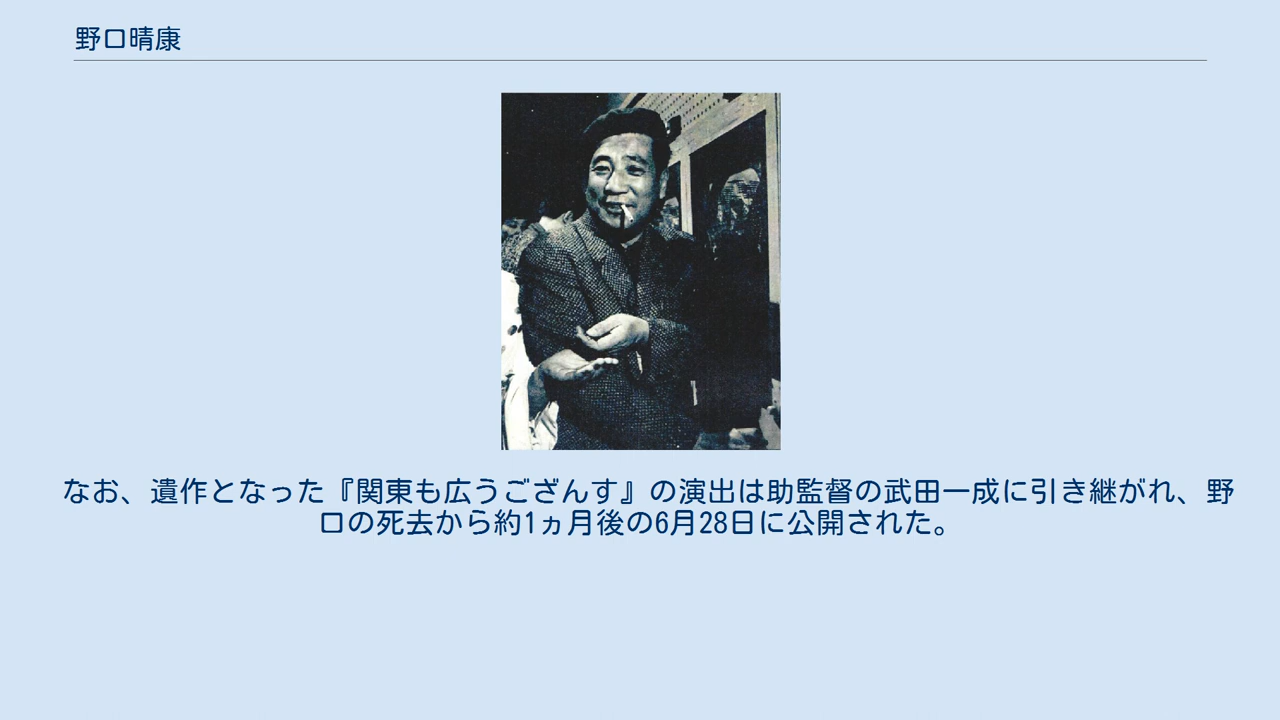 野口晴康
なお、遺作となった『関東も広うござんす』の演出は助監督の武田一成に引き継がれ、野
口の死去から約1ヵ月後の6月28日に公開された。